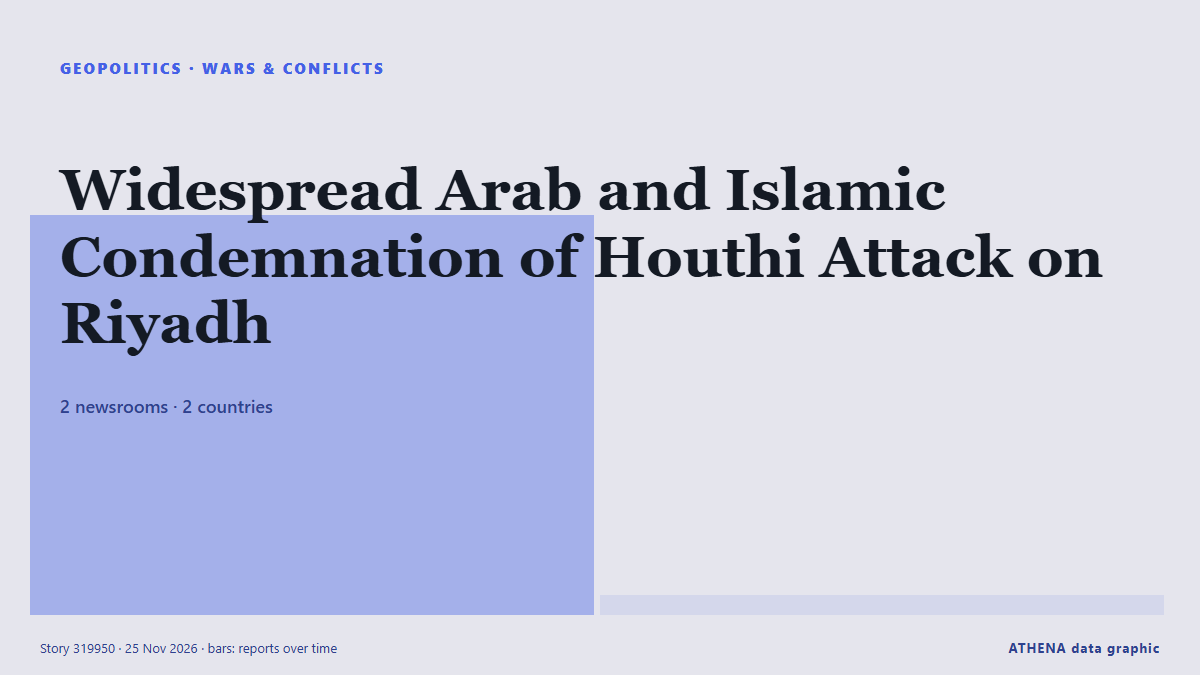 GEOPOLITICS · WARS & CONFLICTS
Widespread Arab and Islamic
Condemnation of Houthi Attack on
Riyadh
2 newsrooms · 2 countries
Story 319950 · 25 Nov 2026 · bars: reports over time
ATHENA data graphic